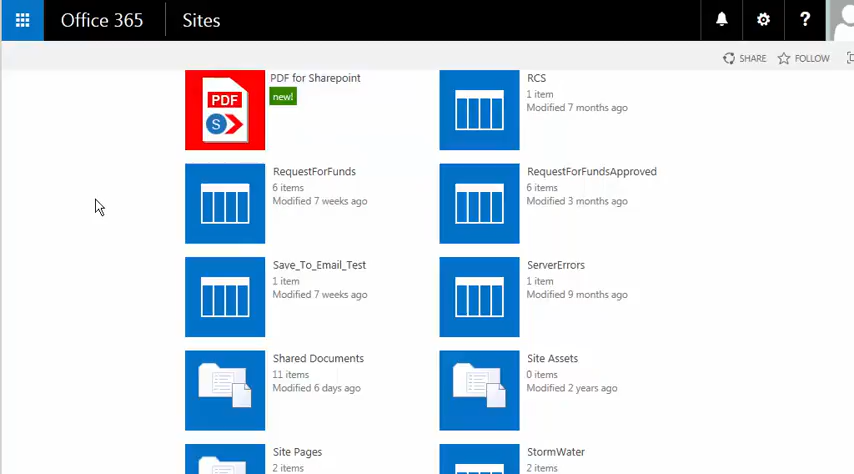 Office 365
Sites
?
SHARE
FOLLOW
PDF
S
PDF for Sharepoint
new!
RCS
1 item
Modified 7 months ago
RequestForFunds
6 items
Modified 7 weeks ago
RequestForFundsApproved
6 items
Modified 3 months ago
Save_To_Email_Test
1 item
Modified 7 weeks ago
ServerErrors
1 item
Modified 9 months ago
Shared Documents
11 items
Modified 6 days ago
Site Assets
0 items
Modified 2 years ago
Site Pages
2 items
StormWater
2 items